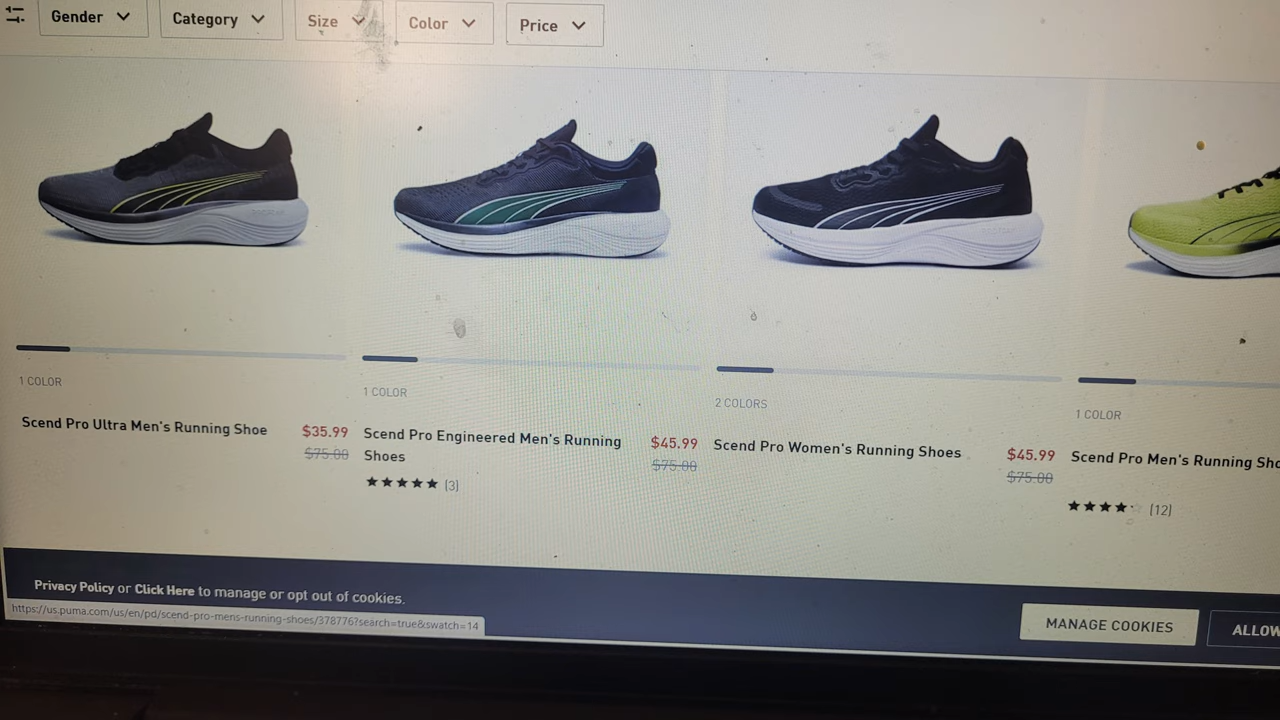 Gender
Category
Size
Color
Price
1 COLOR
Scend Pro Ultra Men's Running Shoe
$35.99
$75.00
1 COLOR
Scend Pro Engineered Men's Running
Shoes
$45.99
$75.00
(3)
2 COLORS
Scend Pro Women's Running Shoes
$45.99
$75.00
1 COLOR
Scend Pro Men's Running Sho
(12)
Privacy Policy or Click Here to manage or opt out of cookies.
https://us.puma.com/us/en/pd/scend-pro-mens-running-shoes/378776?search=true&swatch=14
MANAGE COOKIES
ALLOW